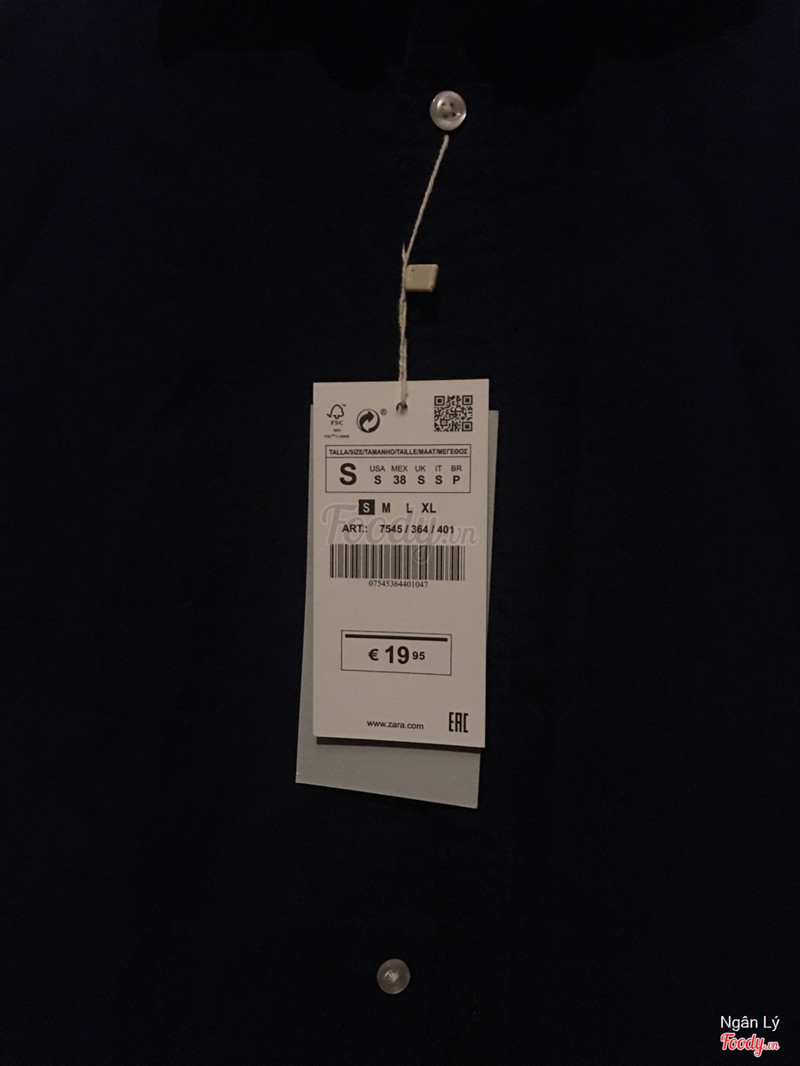 FSC
TALLA/SIZE/TAMANHO/TAILLE/MAAT/ΜΕΓΕΘΟΣ
S USA MEX UK IT BR
S 38 S S P
S M L XL
Foody.vn
ART.: 7545 / 364 / 401
07545364401047
€ 19 95
www.zara.com
EAC
Ngân Lý
Foody.vn